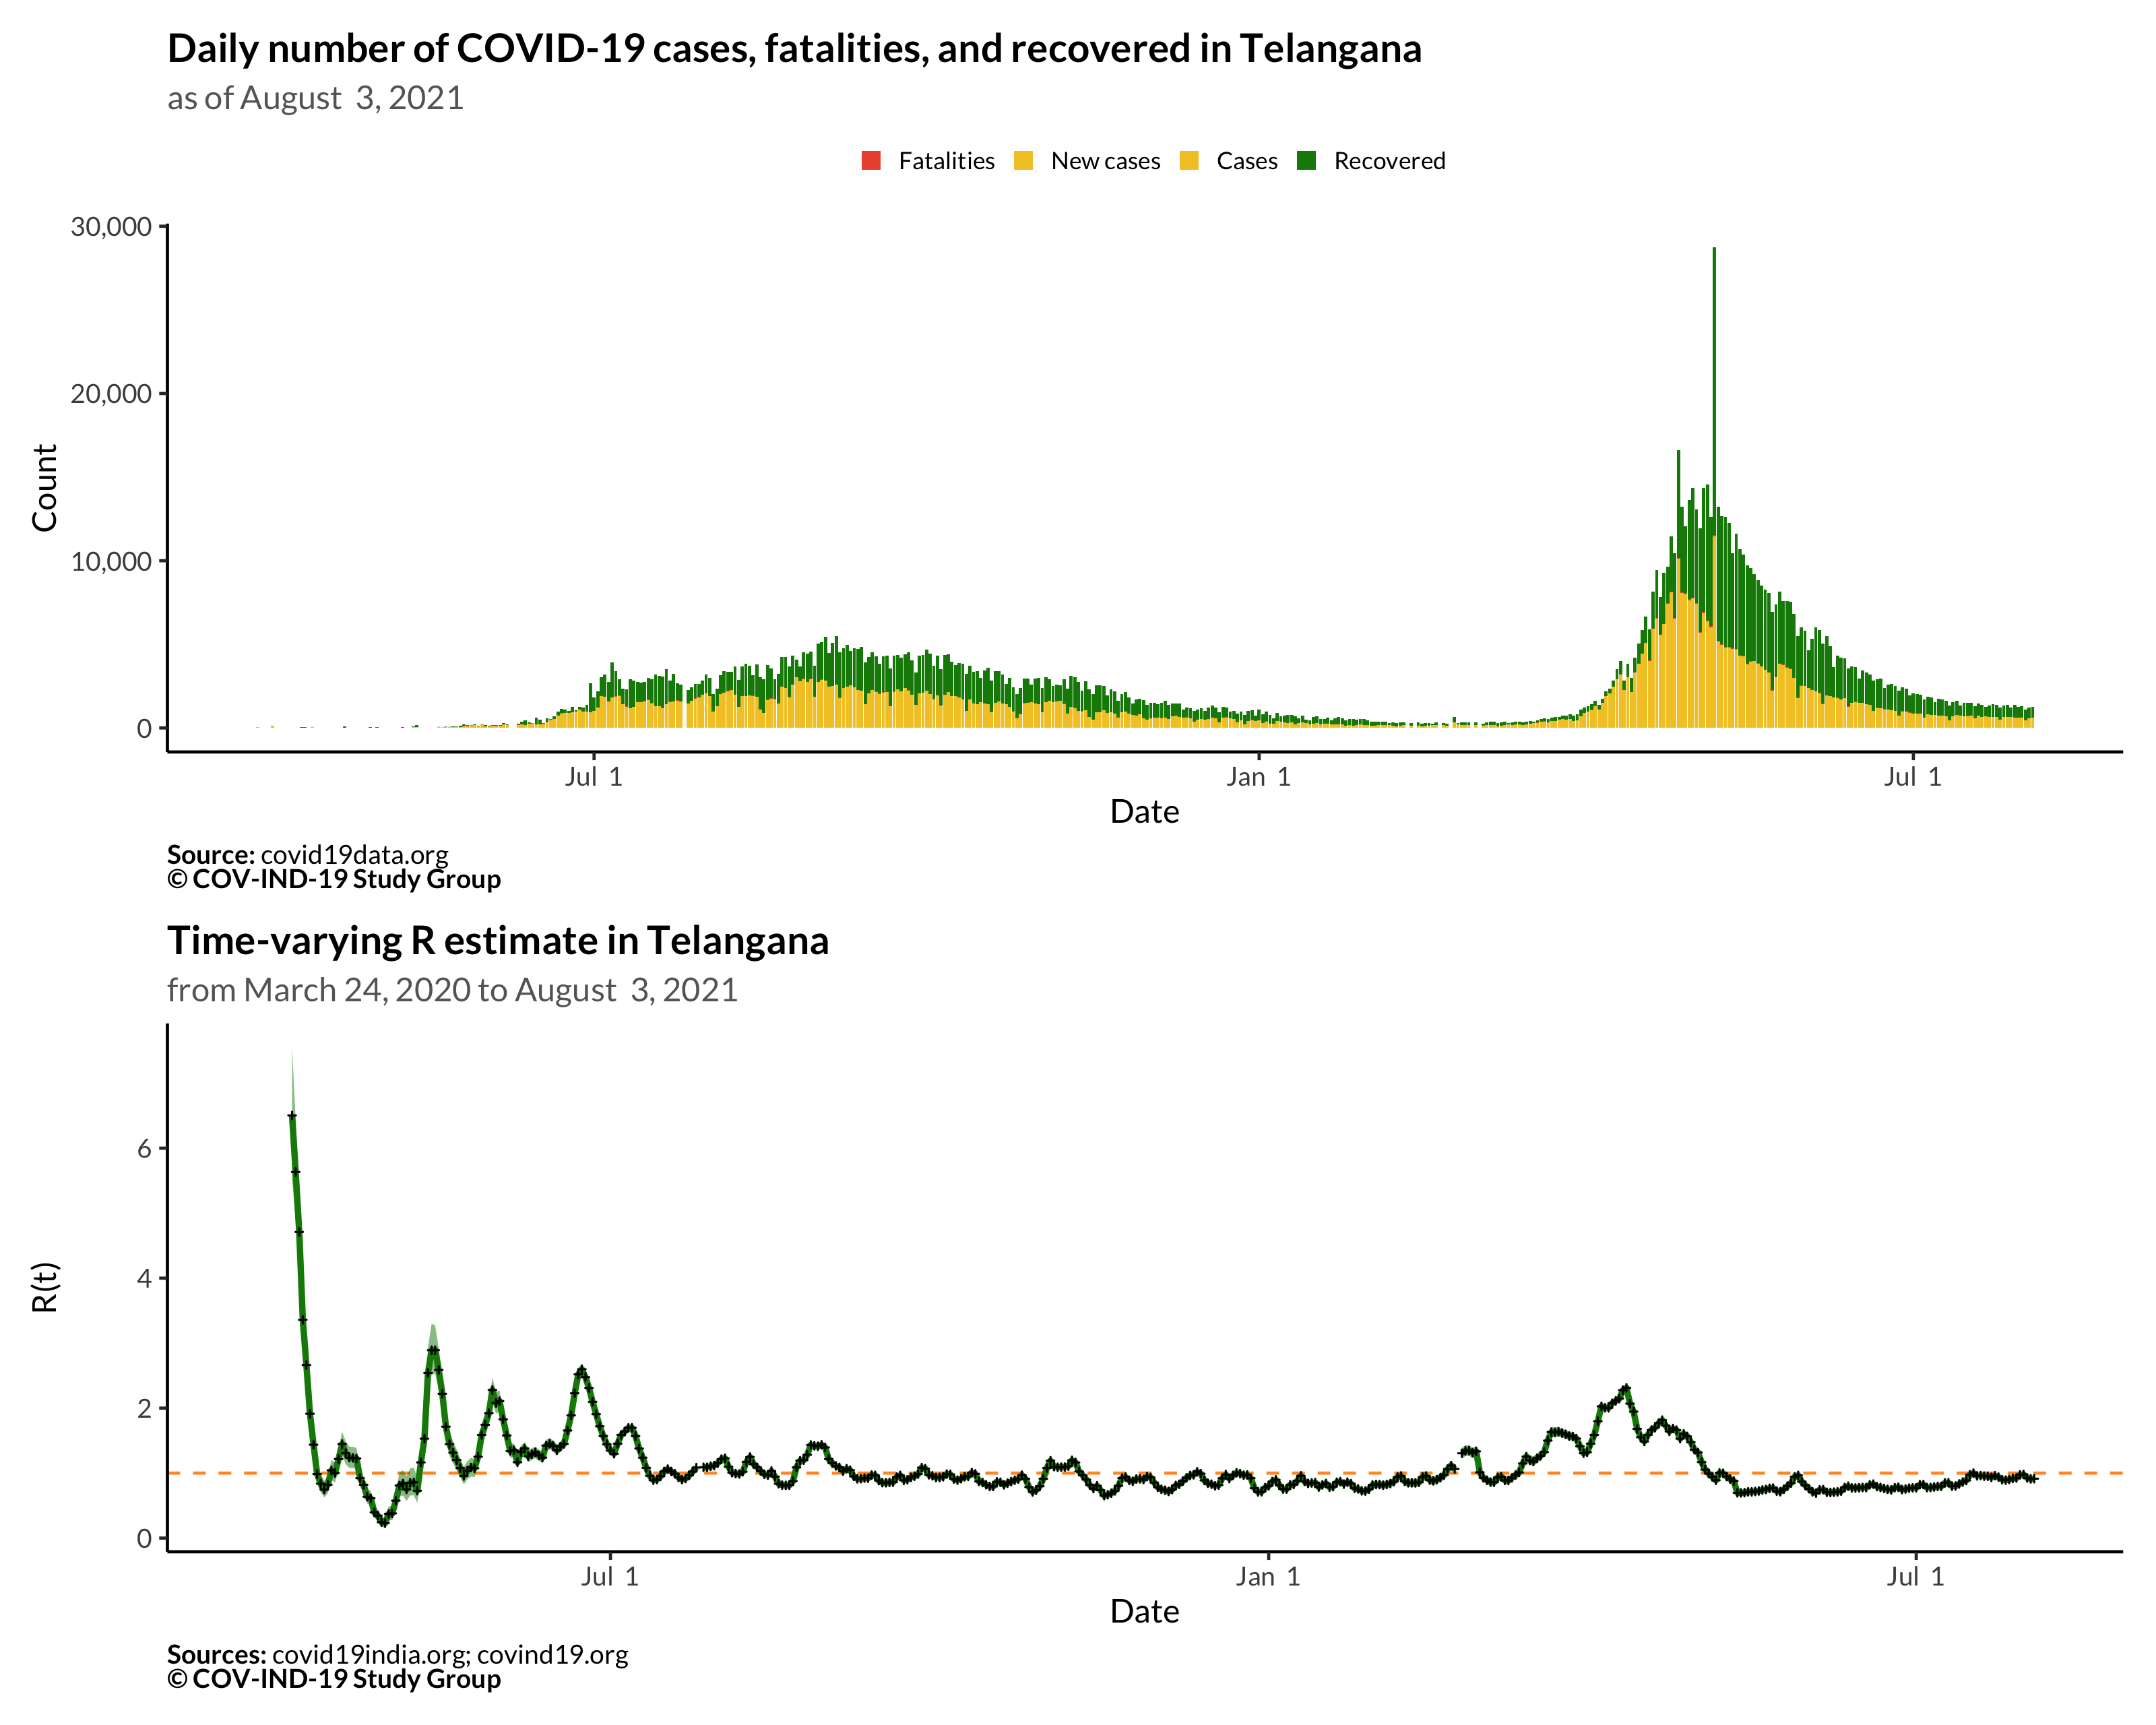 Daily number of COVID-19 cases, fatalities, and recovered in Telangana
as of August  3, 2021
Fatalities New cases Cases Recovered
30,000
20,000
10,000
0
Count
Jul  1 Jan  1 Jul  1
Date
Source: covid19data.org
© COV-IND-19 Study Group
Time-varying R estimate in Telangana
from March 24, 2020 to August  3, 2021
6
4
2
0
R(t)
Jul  1 Jan  1 Jul  1
Date
Sources: covid19india.org; covind19.org
© COV-IND-19 Study Group